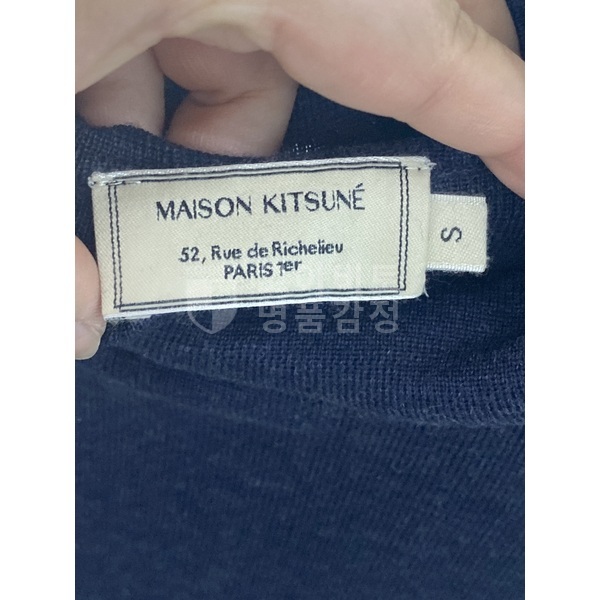 MAISON KITSUNÉ
52, Rue de Richelieu
PARIS 1er
S
명품감정